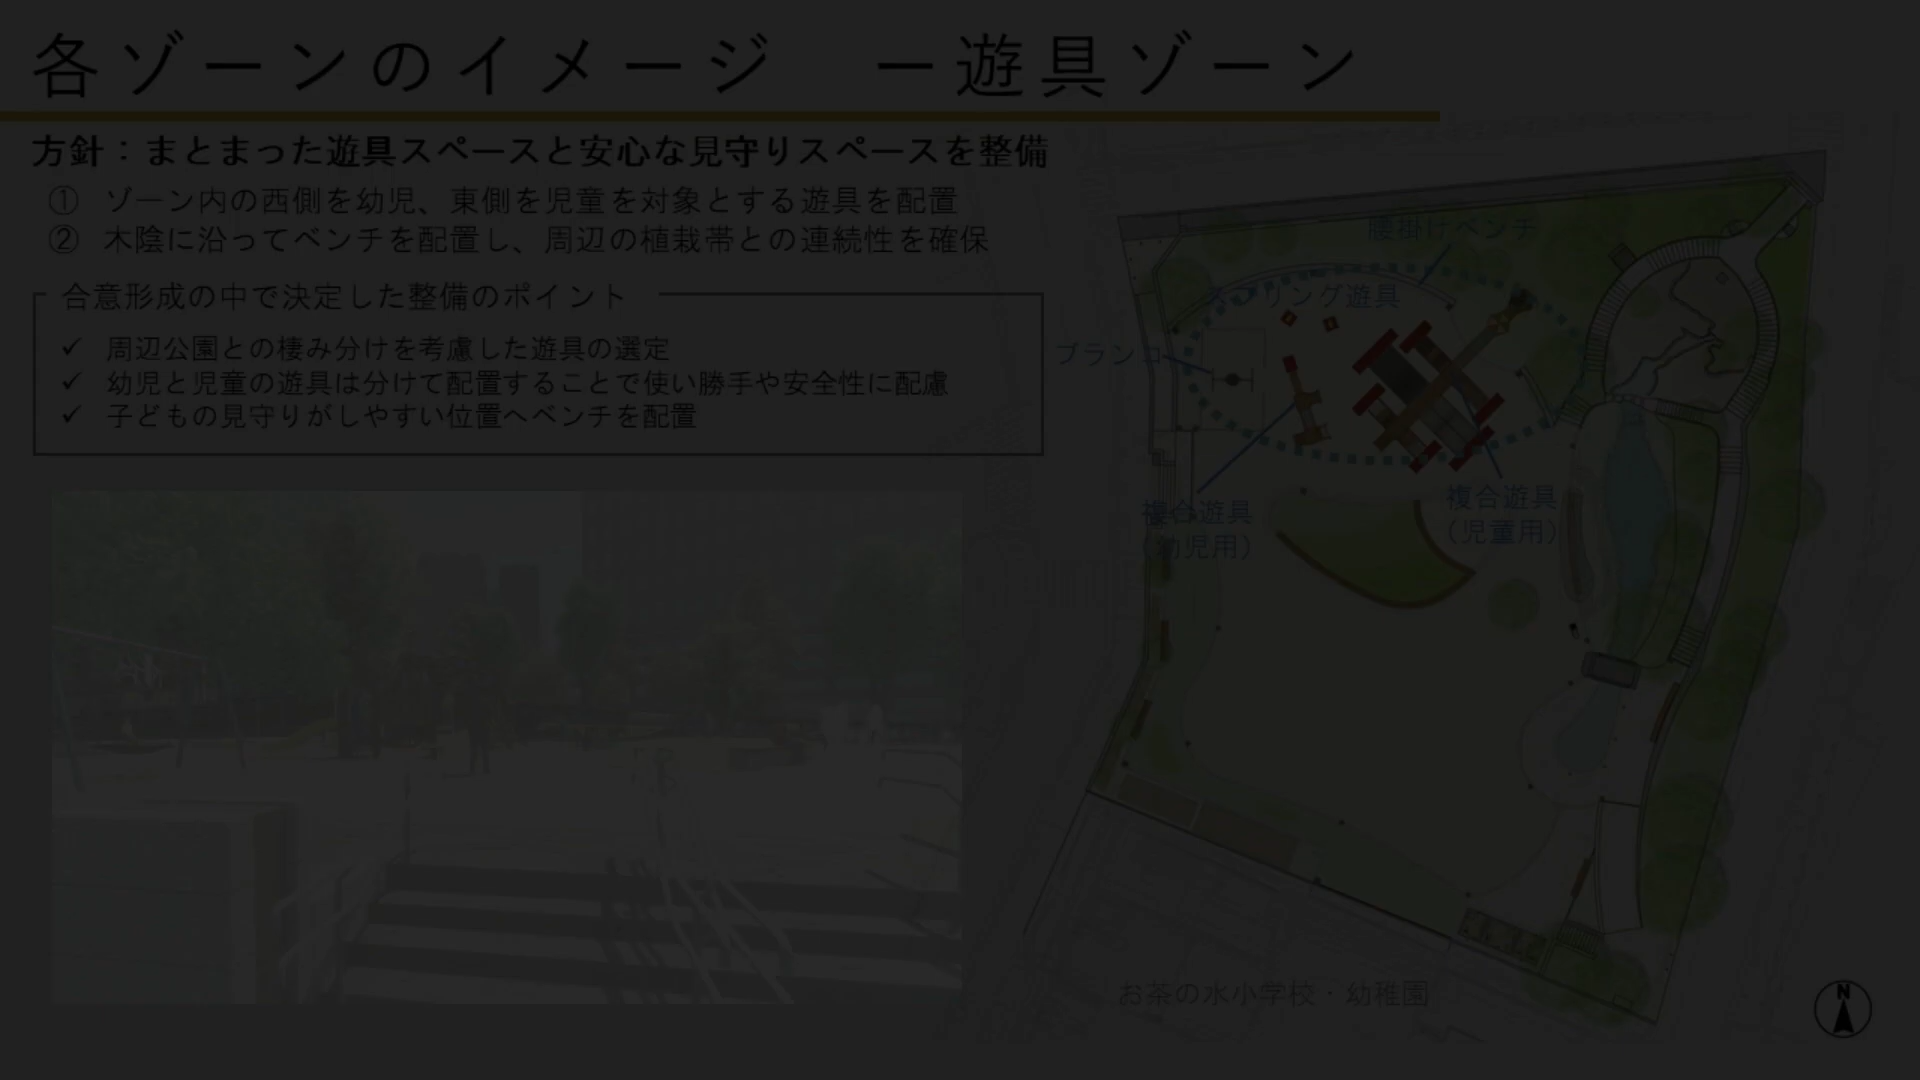 各ゾーンのイメージ　ー遊具ゾーン
方針：まとまった遊具スペースと安心な見守りスペースを整備
①　ゾーン内の西側を幼児、東側を児童を対象とする遊具を配置
②　木陰に沿ってベンチを配置し、周辺の植栽帯との連続性を確保
合意形成の中で決定した整備のポイント
✓　周辺公園との棲み分けを考慮した遊具の選定
✓　幼児と児童の遊具は分けて配置することで使い勝手や安全性に配慮
✓　子どもの見守りがしやすい位置へベンチを配置
腰掛けベンチ
スプリング遊具
ブランコ
複合遊具
（幼児用）
複合遊具
（児童用）
お茶の水小学校・幼稚園
N